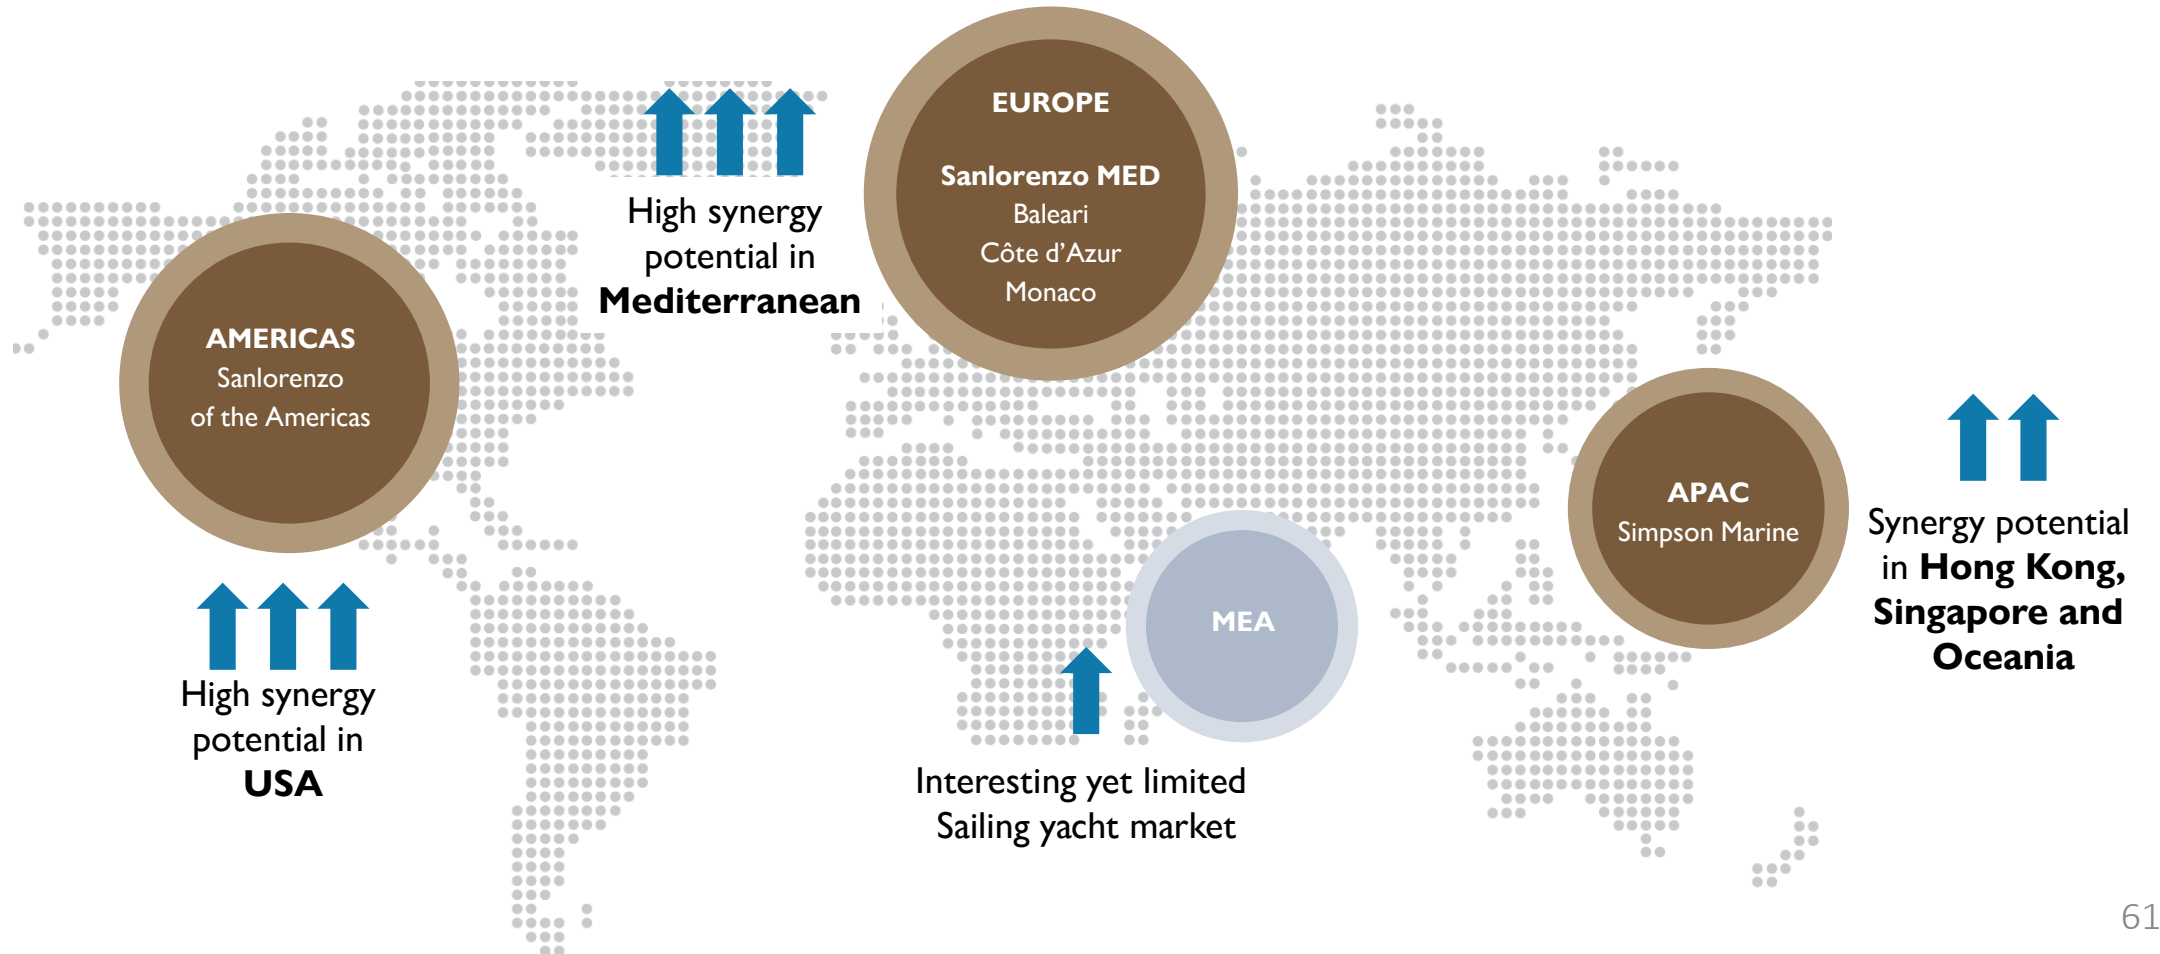 EUROPE
Sanlorenzo MED
Baleari
Côte d’Azur
Monaco
High synergy
potential in
Mediterranean
AMERICAS
Sanlorenzo
of the Americas
High synergy
potential in
USA
APAC
Simpson Marine
Synergy potential
in Hong Kong,
Singapore and
Oceania
MEA
Interesting yet limited
Sailing yacht market
61